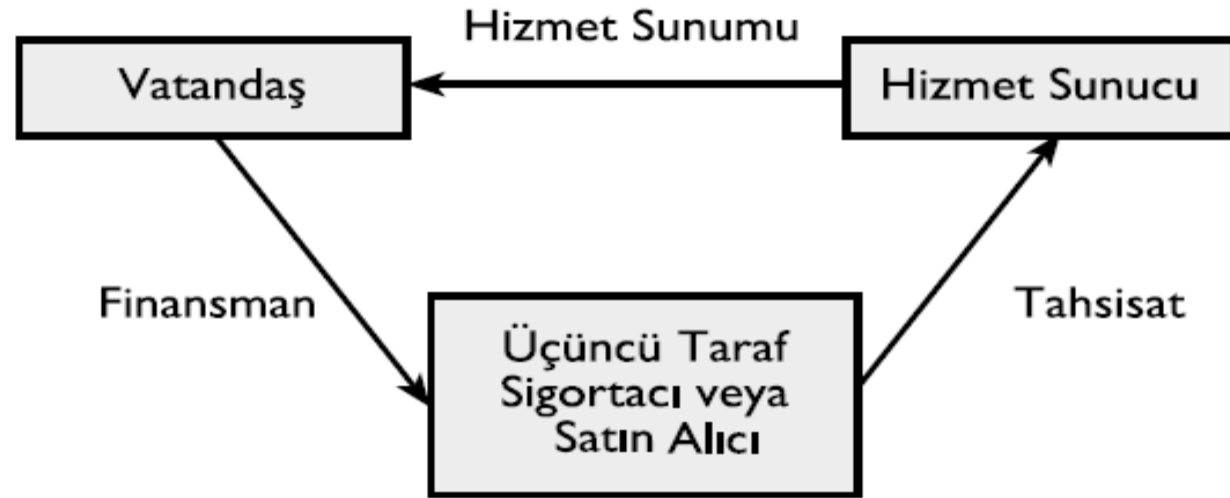 Hizmet Sunumu
Vatandaş
Hizmet Sunucu
Finansman
Tahsisat
Üçüncü Taraf
Sigortacı veya
Satın Alıcı